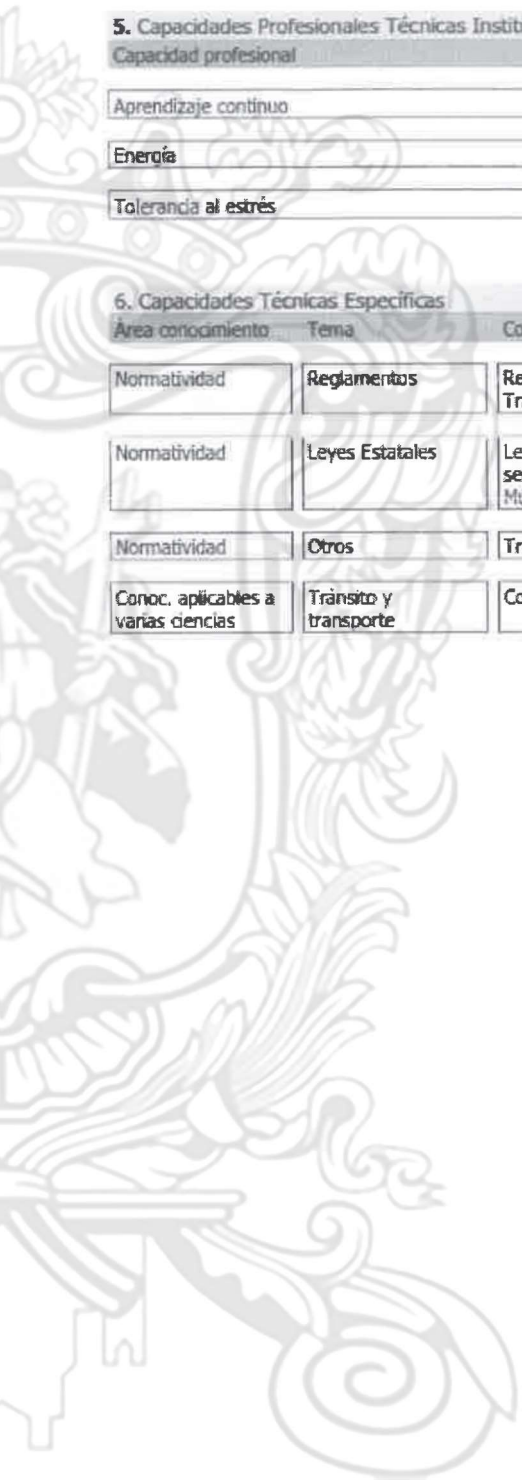 5. Capacidades Profesionales Técnicas
Capacidad profesional
Aprendizaje continuo
Energía
Tolerancia al estrés
6. Capacidades Técnicas Específicas
Área conocimiento Tema
Normatividad Reglamentos
Normatividad Leyes Estatales
Normatividad Otros
Conoc. aplicables a Tránsito y
varias ciencias transporte